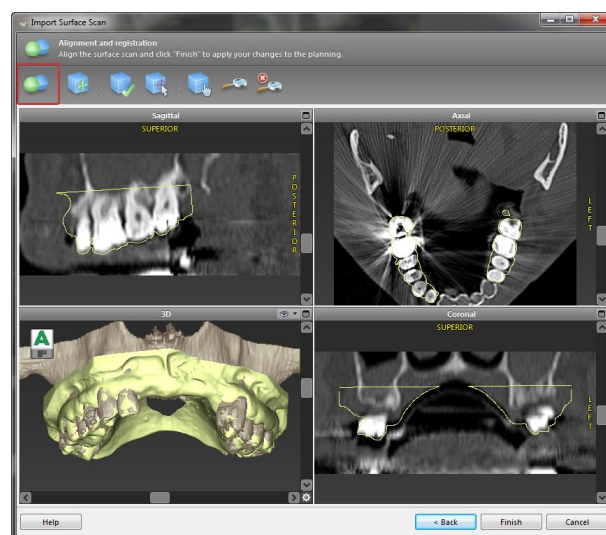 Import Surface Scan
Alignment and registration
Align the surface scan and click "Finish" to apply your changes to the planning.
Sagittal
SUPERIOR
POSTERIOR
Axial
POSTERIOR
LEFT
3D
A
F
Coronal
SUPERIOR
LEFT
Help
< Back
Finish
Cancel